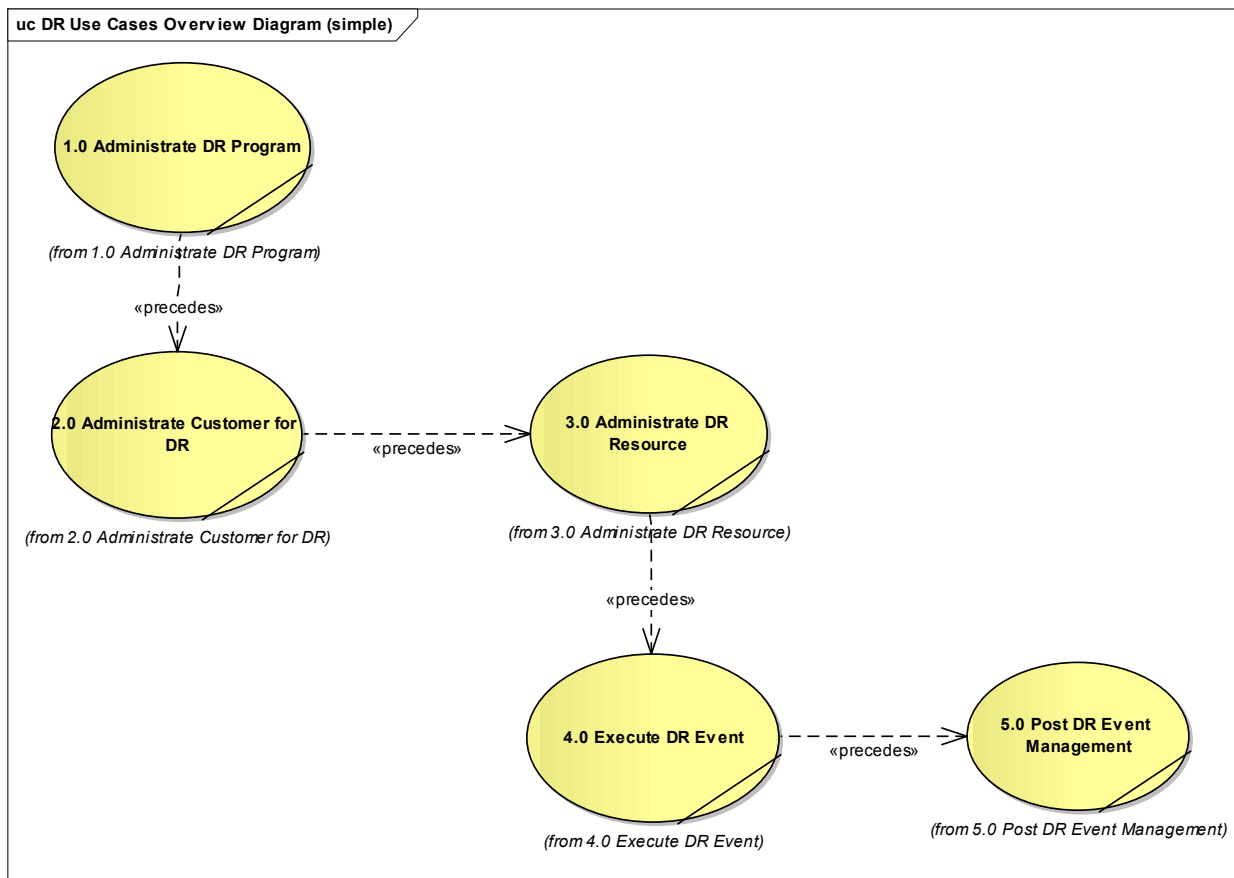 uc DR Use Cases Overview Diagram (simple)
1.0 Administrate DR Program
(from 1.0 Administrate DR Program)
«precedes»
2.0 Administrate Customer for
DR
(from 2.0 Administrate Customer for DR)
«precedes»
3.0 Administrate DR
Resource
(from 3.0 Administrate DR Resource)
«precedes»
4.0 Execute DR Event
(from 4.0 Execute DR Event)
«precedes»
5.0 Post DR Event
Management
(from 5.0 Post DR Event Management)